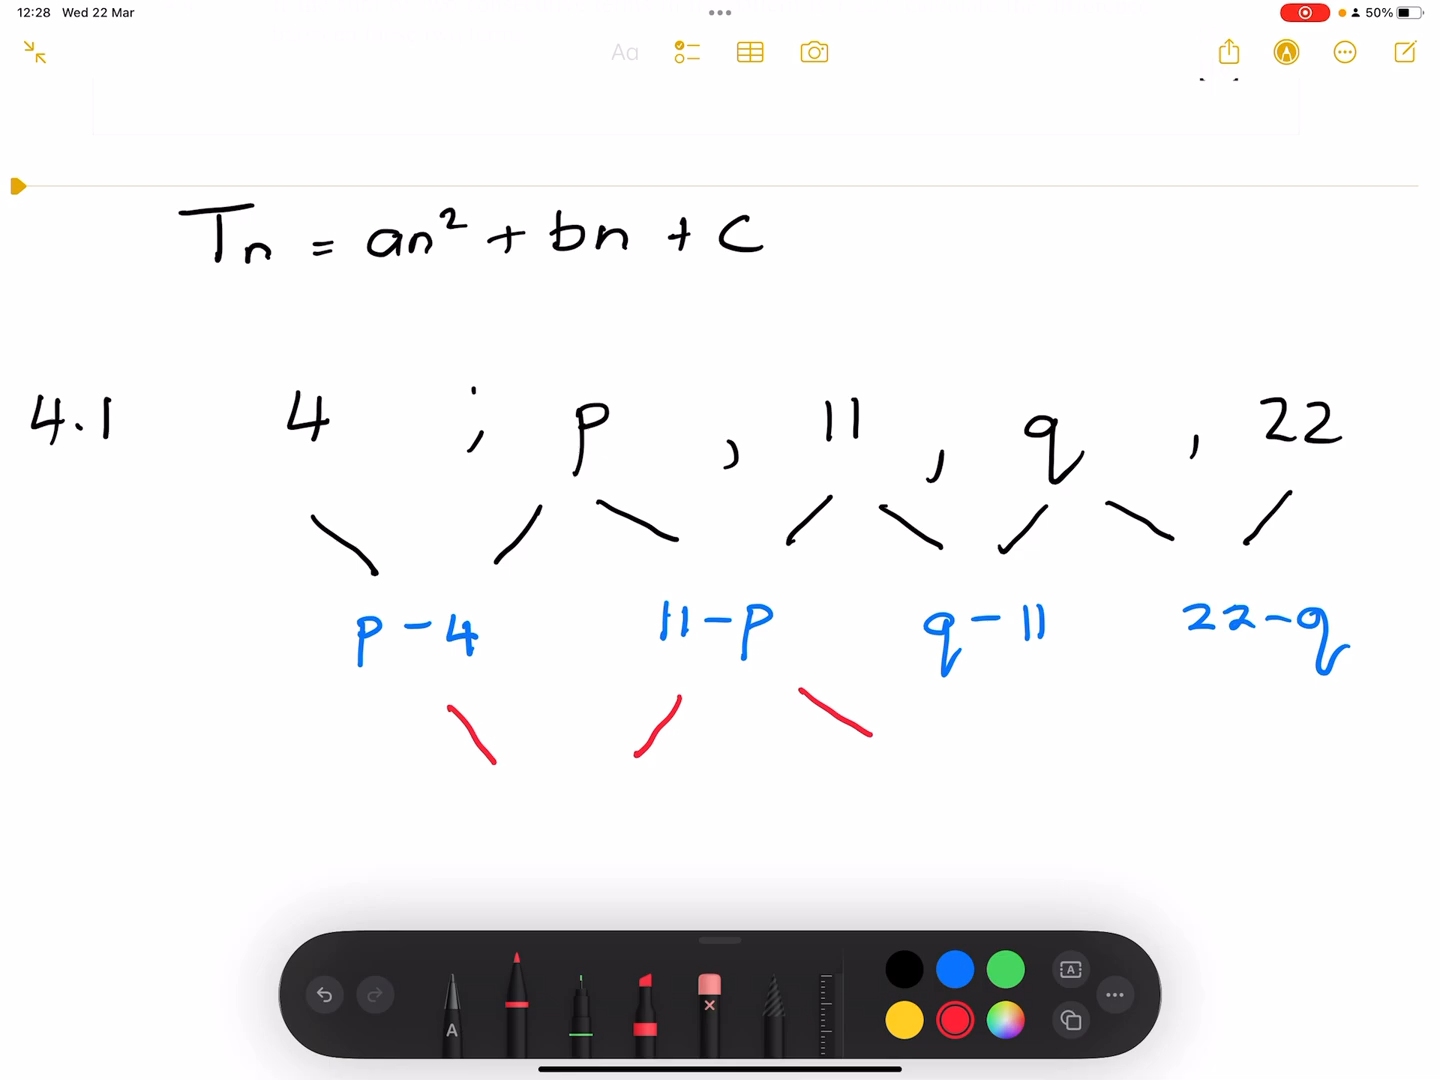 12:28 Wed 22 Mar 50%
Aa
Tn = an² + bn + c
4.1 4 ; p , 11 , q , 22
p - 4 11 - p q - 11 22 - q
A
A